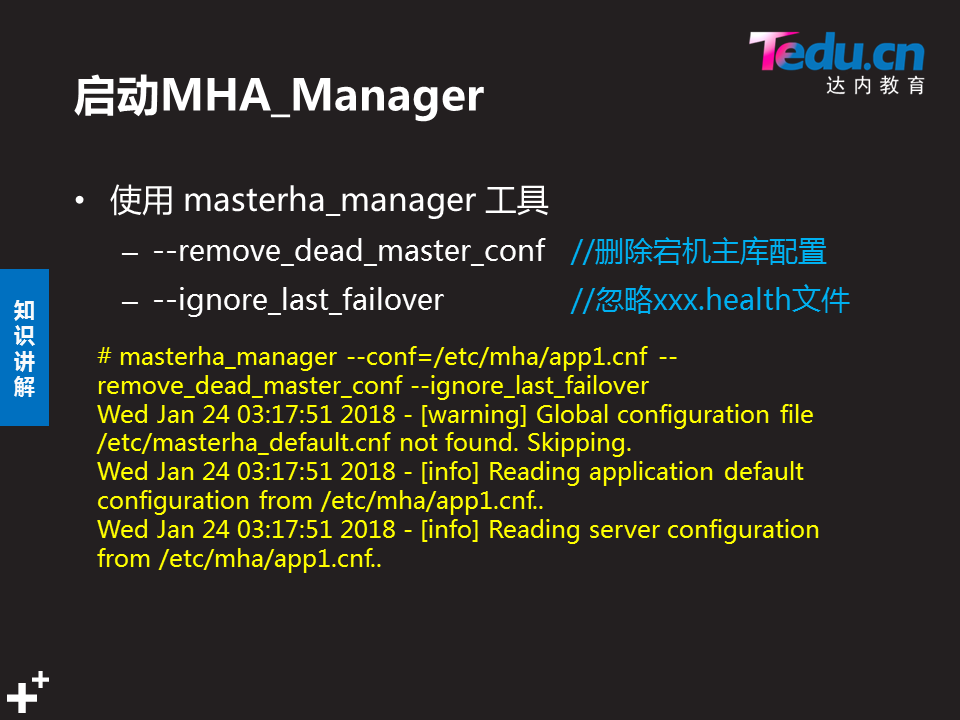 Tedu.cn
达内教育
启动MHA_Manager
• 使用 masterha_manager 工具
– --remove_dead_master_conf //删除宕机主库配置
– --ignore_last_failover //忽略xxx.health文件
知识讲解
# masterha_manager --conf=/etc/mha/app1.cnf --
remove_dead_master_conf --ignore_last_failover
Wed Jan 24 03:17:51 2018 - [warning] Global configuration file
/etc/masterha_default.cnf not found. Skipping.
Wed Jan 24 03:17:51 2018 - [info] Reading application default
configuration from /etc/mha/app1.cnf..
Wed Jan 24 03:17:51 2018 - [info] Reading server configuration
from /etc/mha/app1.cnf..